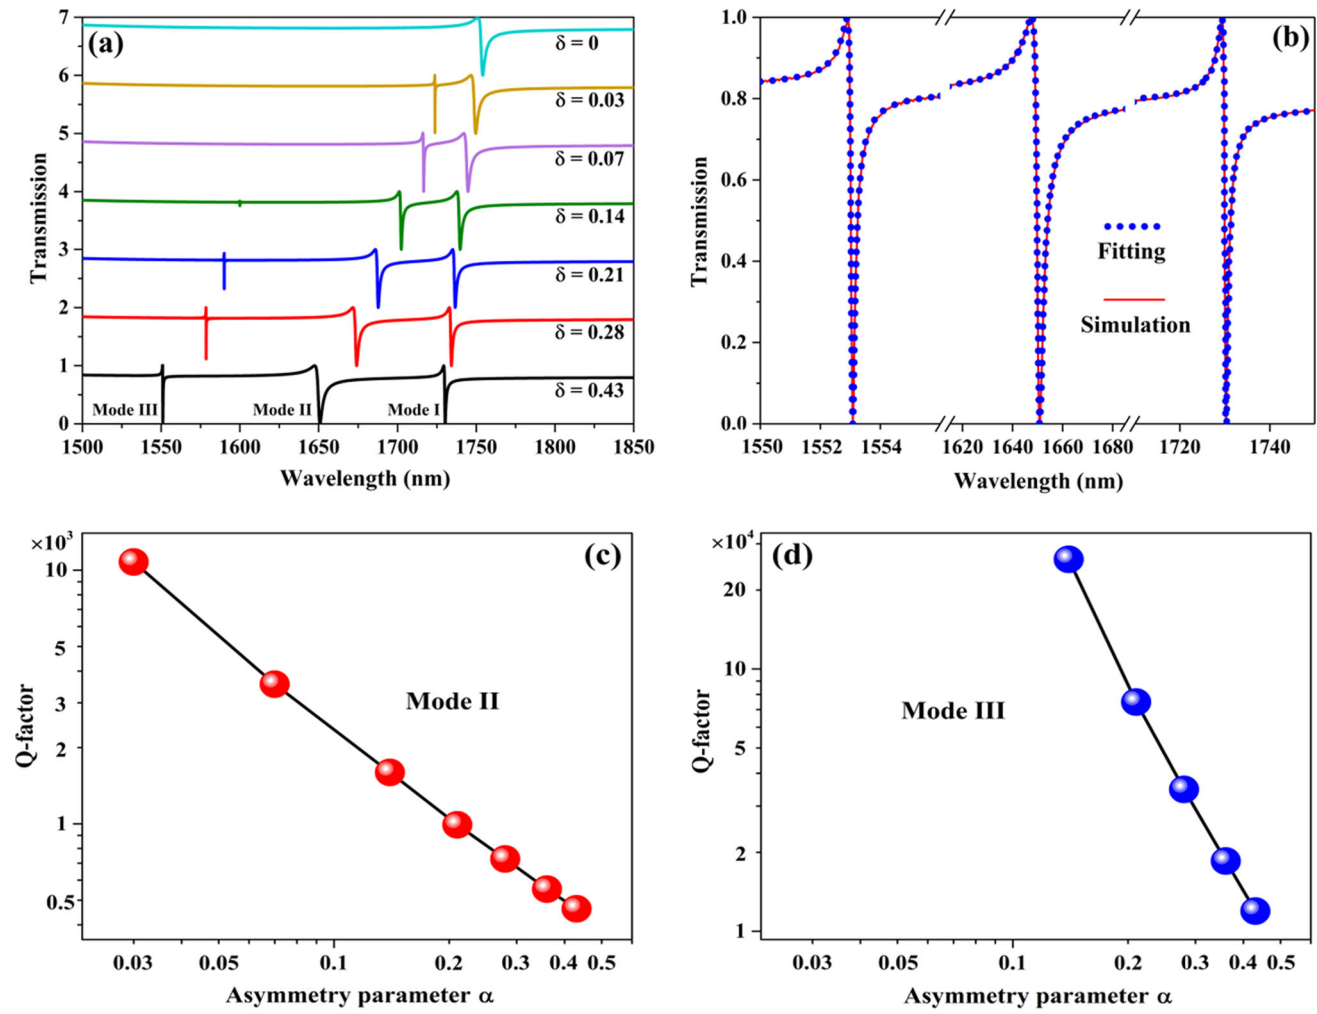 (a)
7
6
5
4
3
2
1
0
Transmission
δ = 0
δ = 0.03
δ = 0.07
δ = 0.14
δ = 0.21
δ = 0.28
δ = 0.43
Mode III
Mode II
Mode I
1500 1550 1600 1650 1700 1750 1800 1850
Wavelength (nm)
(b)
1.0
0.8
0.6
0.4
0.2
0.0
Transmission
Fitting
Simulation
1550 1552 1554 1620 1640 1660 1680 1720 1740
Wavelength (nm)
(c)
×10³
10
5
3
2
1
0.5
Q-factor
Mode II
0.03 0.05 0.1 0.2 0.3 0.4 0.5
Asymmetry parameter α
(d)
×10⁴
20
10
5
2
1
Q-factor
Mode III
0.03 0.05 0.1 0.2 0.3 0.4 0.5
Asymmetry parameter α